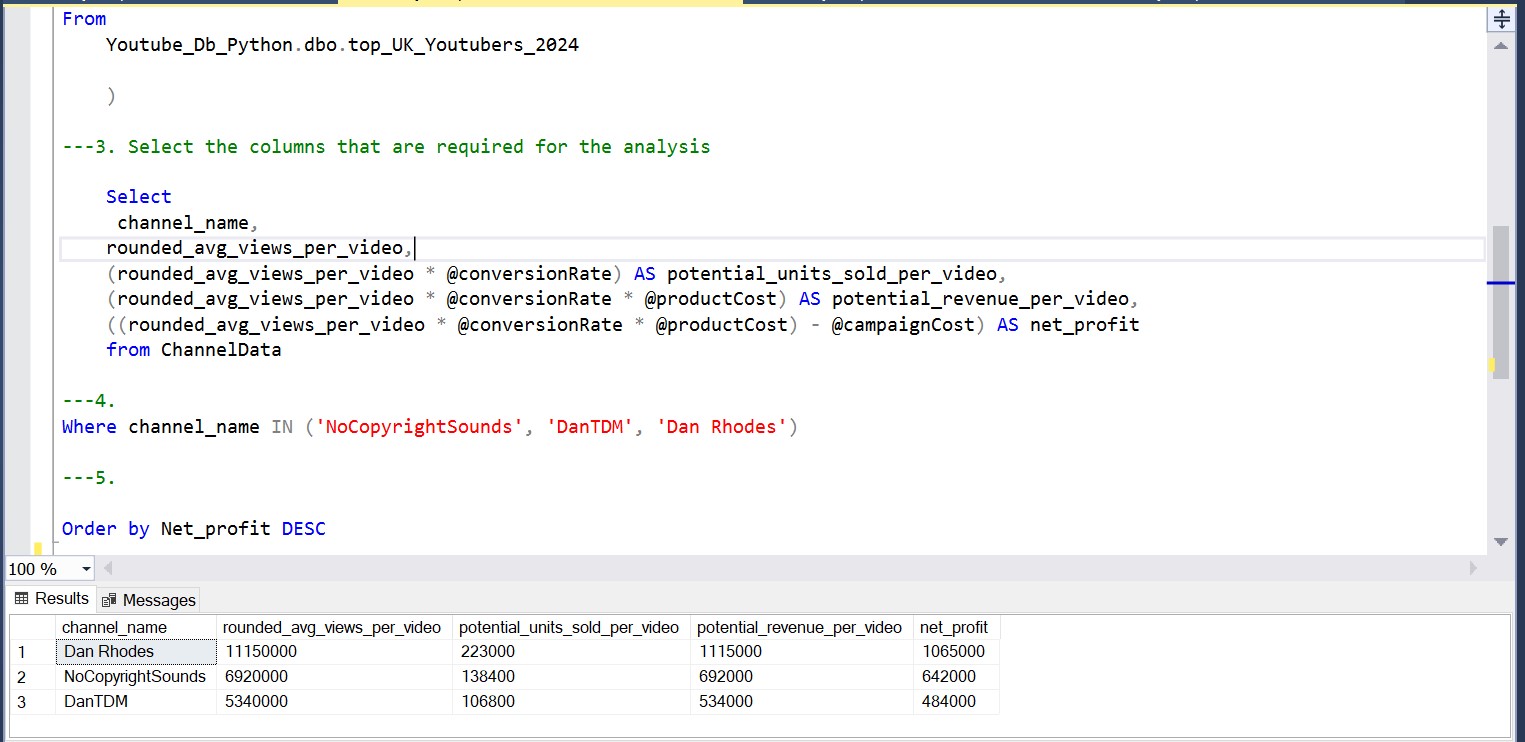 From
Youtube_Db_Python.dbo.top_UK_Youtubers_2024
)
---3. Select the columns that are required for the analysis
Select
channel_name,
rounded_avg_views_per_video,
(rounded_avg_views_per_video * @conversionRate) AS potential_units_sold_per_video,
(rounded_avg_views_per_video * @conversionRate * @productCost) AS potential_revenue_per_video,
((rounded_avg_views_per_video * @conversionRate * @productCost) - @campaignCost) AS net_profit
from ChannelData
---4.
Where channel_name IN ('NoCopyrightSounds', 'DanTDM', 'Dan Rhodes')
---5.
Order by Net_profit DESC
100 %
Results Messages
channel_name rounded_avg_views_per_video potential_units_sold_per_video potential_revenue_per_video net_profit
1 Dan Rhodes 11150000 223000 1115000 1065000
2 NoCopyrightSounds 6920000 138400 692000 642000
3 DanTDM 5340000 106800 534000 484000